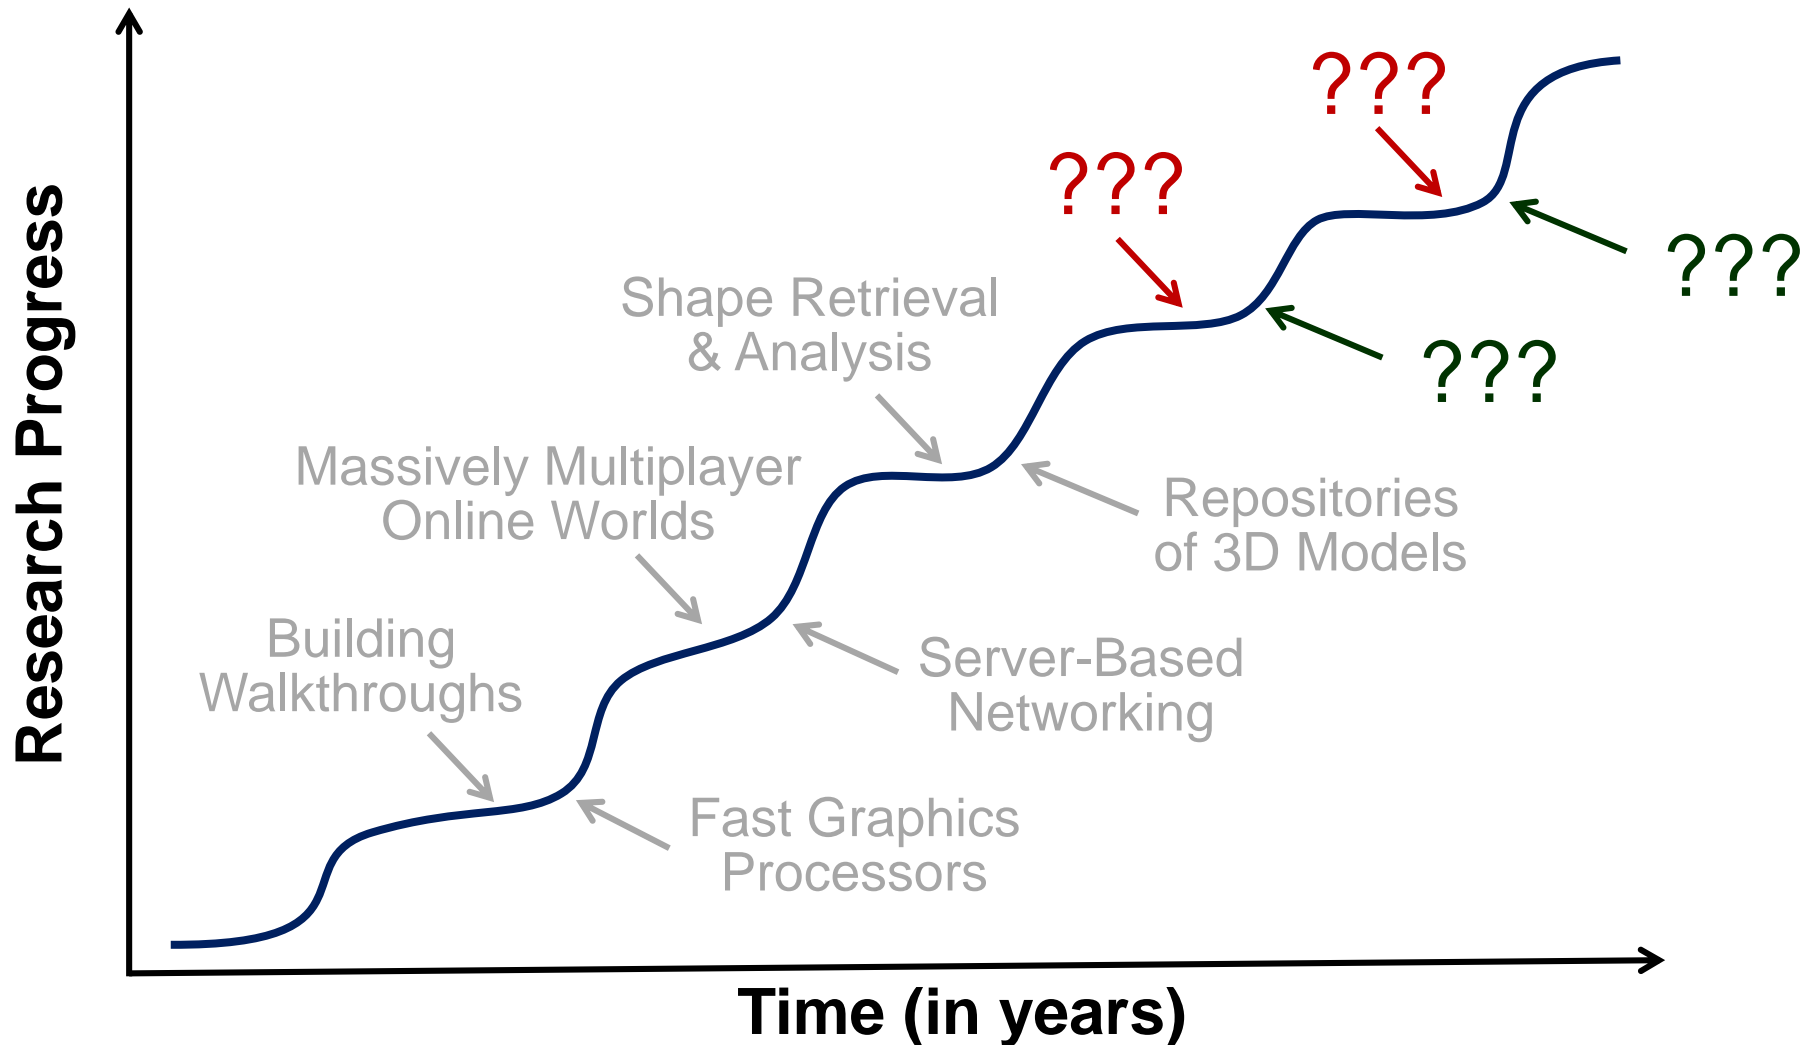 ???
???
???
???
Shape Retrieval
& Analysis
Massively Multiplayer
Online Worlds
Repositories
of 3D Models
Building
Walkthroughs
Server-Based
Networking
Fast Graphics
Processors
Research Progress
Time (in years)